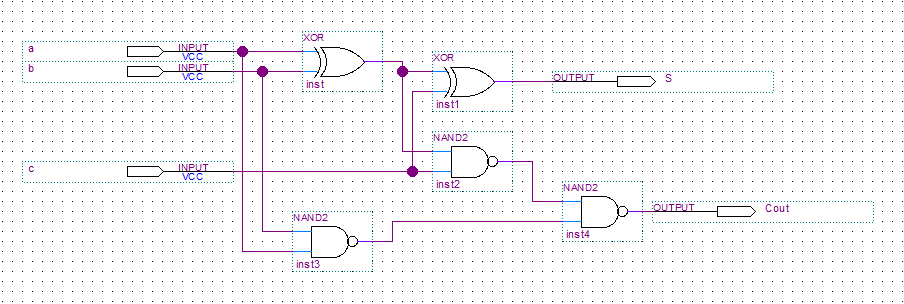 XOR
a
INPUT
VCC
b
INPUT
VCC
inst
XOR
OUTPUT
S
inst1
NAND2
c
INPUT
VCC
inst2
NAND2
OUTPUT
Cout
NAND2
inst4
inst3